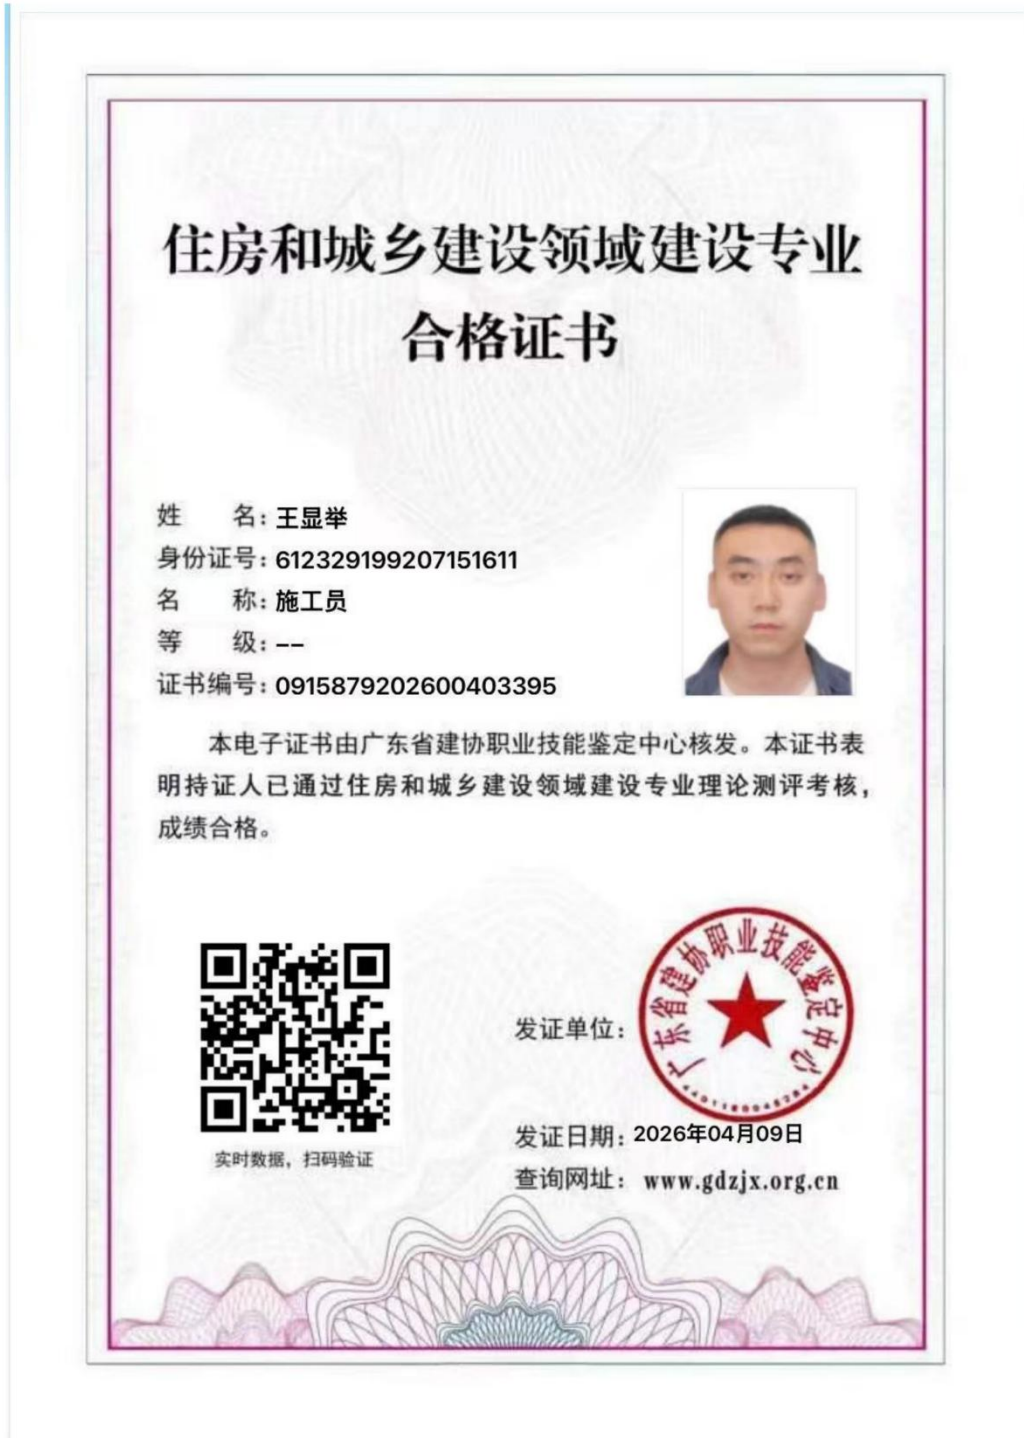 住房和城乡建设领域建设专业
合格证书
姓 名：王显举
身份证号：612329199207151611
名 称：施工员
等 级：--
证书编号：0915879202600403395
本电子证书由广东省建协职业技能鉴定中心核发。本证书表
明持证人已通过住房和城乡建设领域建设专业理论测评考核，
成绩合格。
广东省建协职业技能鉴定中心
发证单位：
发证日期：2026年04月09日
实时数据，扫码验证
查询网址：www.gdzjx.org.cn